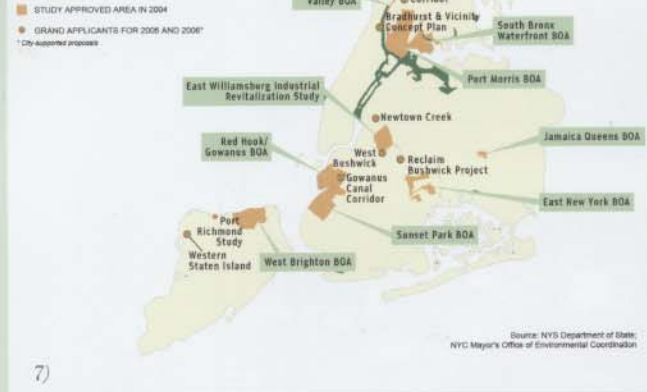 Valley BOA
Corridor
STUDY APPROVED AREA IN 2004
GRAND APPLICANTS FOR 2005 AND 2006*
* City-supported proposals
Bradhurst & Vicinity
Concept Plan
South Bronx
Waterfront BOA
Port Morris BOA
East Williamsburg Industrial
Revitalization Study
Newtown Creek
Red Hook/
Gowanus BOA
Jamaica Queens BOA
West
Bushwick
Reclaim
Bushwick Project
Gowanus
Canal
Corridor
East New York BOA
Port
Richmond
Study
Sunset Park BOA
Western
Staten Island
West Brighton BOA
Source: NYS Department of State;
NYC Mayor's Office of Environmental Coordination
7)